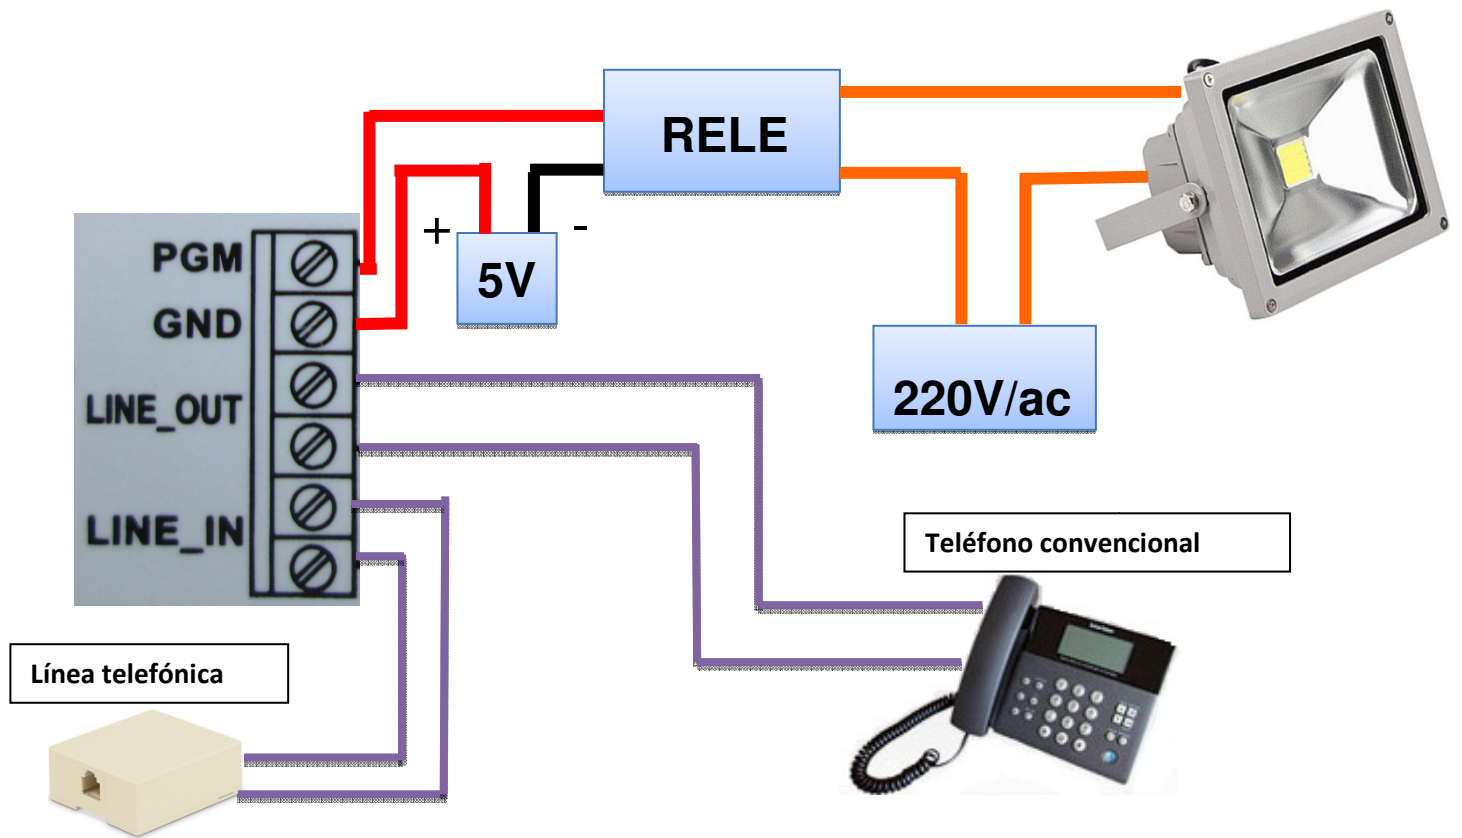 RELE
+
-
5V
PGM
GND
LINE_OUT
LINE_IN
220V/ac
Teléfono convencional
Línea telefónica